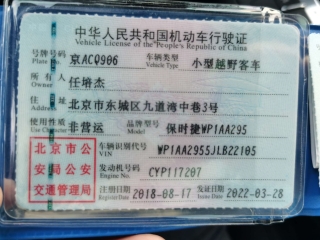 中华人民共和国机动车行驶证
Vehicle License of the People's Republic of China
号牌号码 京ACQ906 车辆类型 小型越野客车
Plate No. Vehicle Type
所有人 任培杰
Owner
住址 北京市东城区九道湾中巷3号
Address
使用性质 非营运 品牌型号 保时捷WP1AA295
Use Character Model
北京市公安局公安交通管理局
车辆识别代号 WP1AA2955JLB22105
VIN
发动机号码 CYP117207
Engine No.
注册日期 2018-08-17 发证日期 2022-03-28
Register Date Issue Date